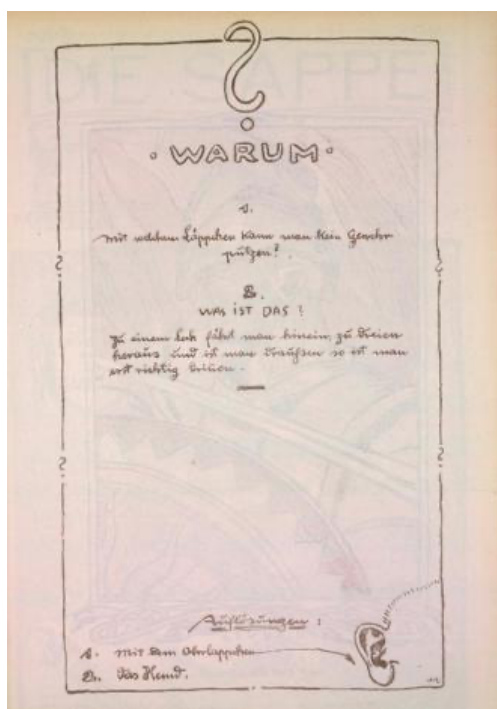 ?
· WARUM ·
1.
Mit welchem Läppchen kann man kein Gewehr
putzen?
2.
WAS IST DAS?
Zu einem Loch fährt man hinein, zu dreien
heraus und ist man draußen so ist man
erst richtig drinnen.
Auflösungen:
1. Mit dem Ohrläppchen
2. Das Hemd.